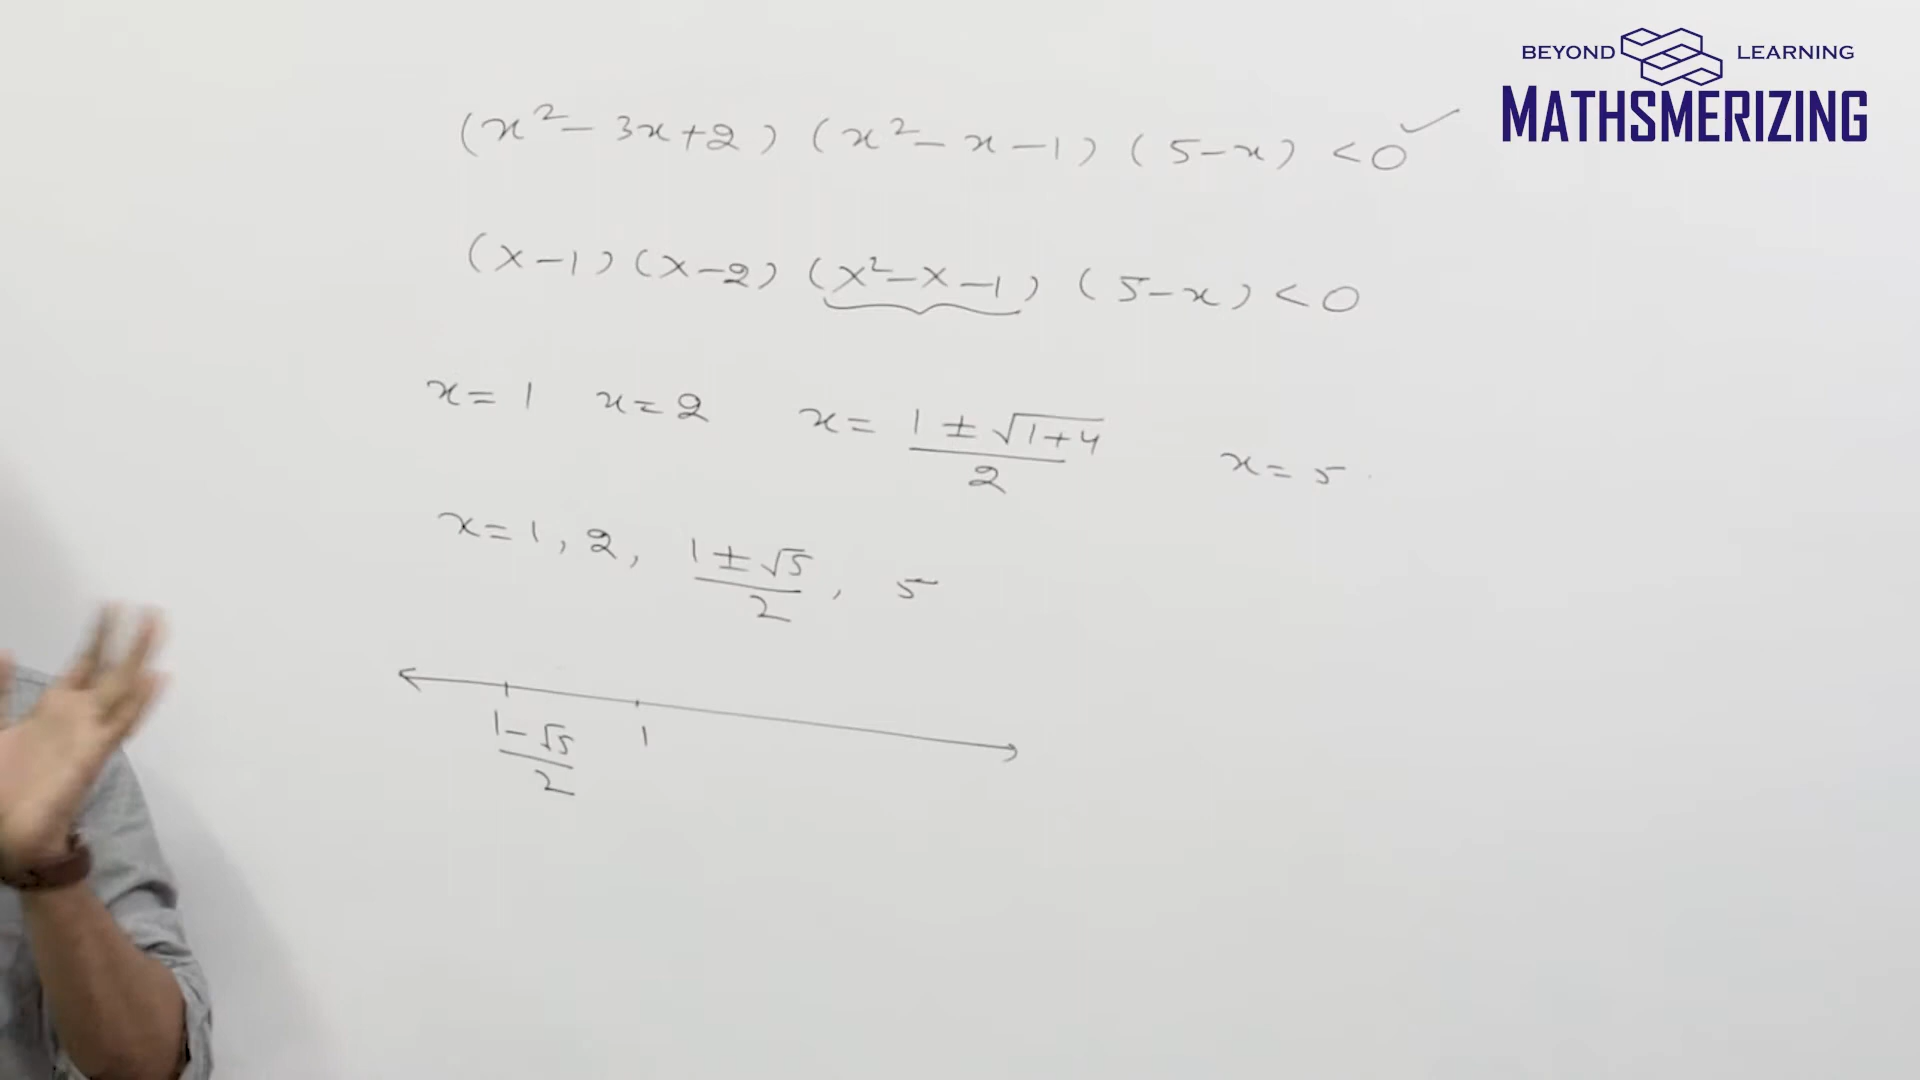 BEYOND LEARNING
MATHSMERIZING
(x² - 3x + 2) (x² - x - 1) (5 - x) < 0 ✓
(x - 1) (x - 2) (x² - x - 1) (5 - x) < 0
x = 1 x = 2 x = (1 ± √(1+4))/2 x = 5
x = 1, 2, (1 ± √5)/2, 5
(1 - √5)/2 1